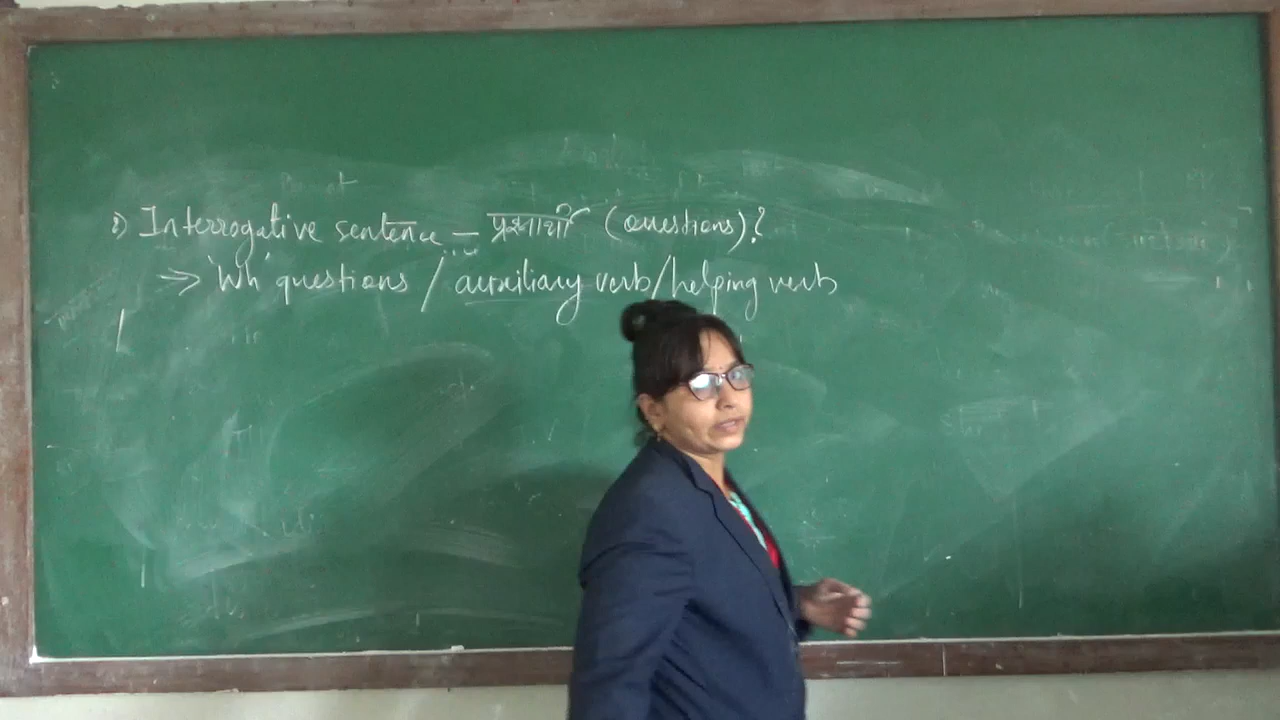 2) Interrogative sentence – प्रश्नार्थी (questions)?
⇒ 'Wh' questions / auxiliary verb/helping verb